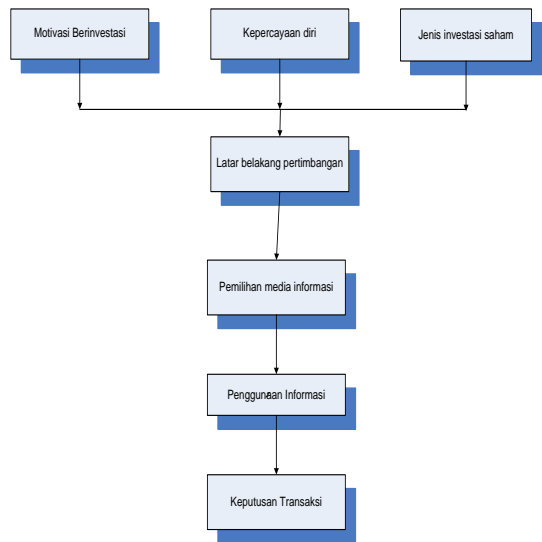 Motivasi Berinvestasi
Kepercayaan diri
Jenis investasi saham
Latar belakang pertimbangan
Pemilihan media informasi
Penggunaan Informasi
Keputusan Transaksi